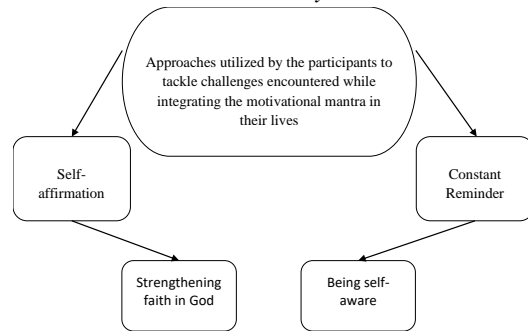 Approaches utilized by the participants to
tackle challenges encountered while
integrating the motivational mantra in
their lives
Self-
affirmation
Constant
Reminder
Strengthening
faith in God
Being self-
aware